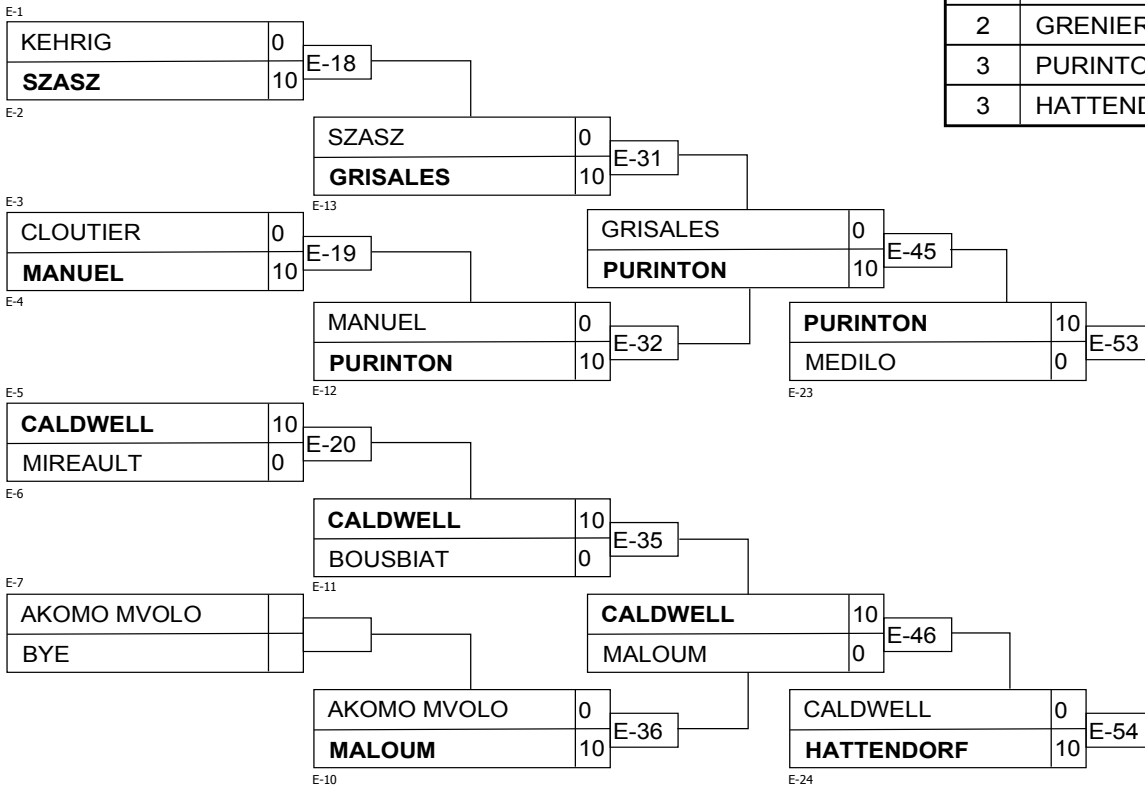 E-1
KEHRIG 0
E-18
SZASZ 10
E-2
2 GRENIER
3
3
SZASZ 0
E-31
GRISALES 10
E-13
E-3
CLOUTIER 0
E-19
MANUEL 10
E-4
GRISALES 0
E-45
PURINTON 10
MANUEL 0
E-32
PURINTON 10
E-12
PURINTON 10
E-53
MEDILO 0
E-23
E-5
CALDWELL 10
E-20
MIREAULT 0
E-6
CALDWELL 10
E-35
BOUSBIAT 0
E-11
E-7
AKOMO MVOLO
BYE
CALDWELL 10
E-46
MALOUM 0
AKOMO MVOLO 0
E-36
MALOUM 10
E-10
CALDWELL 0
E-54
HATTENDORF 10
E-24